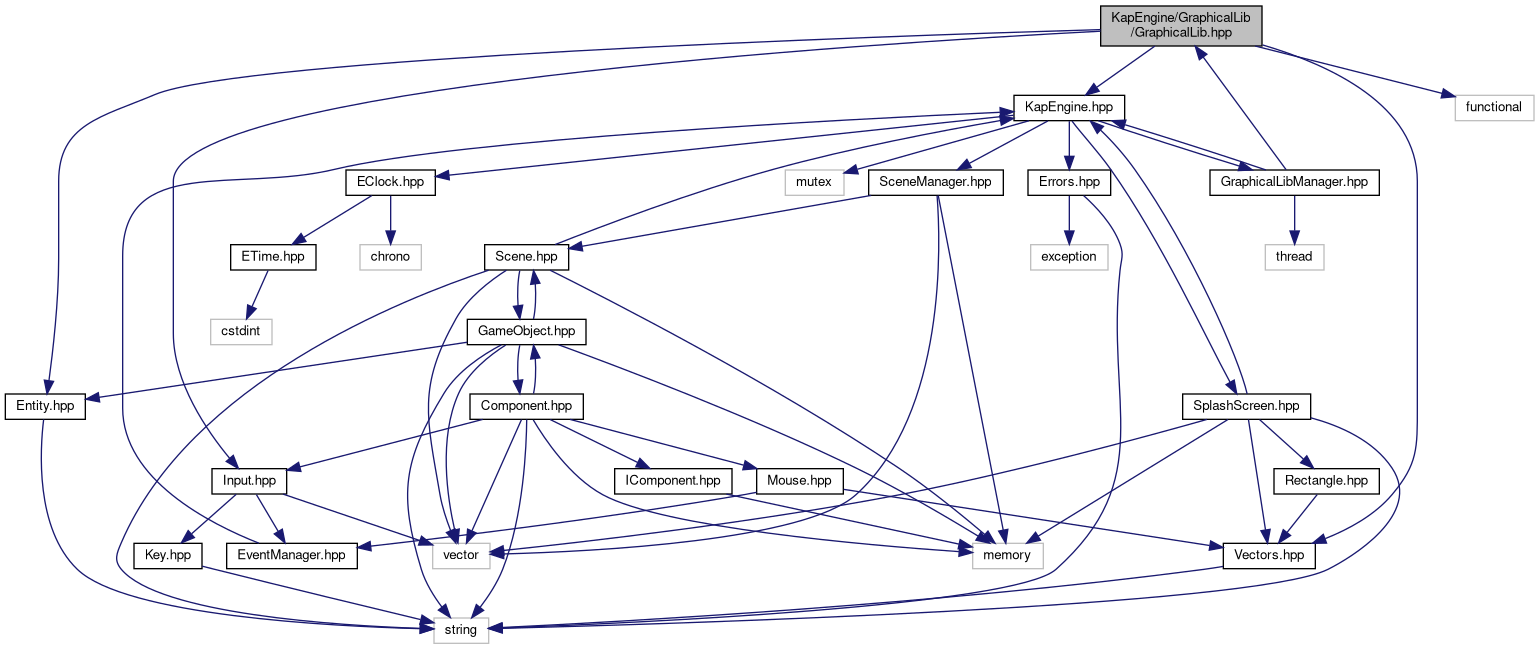 KapEngine/GraphicalLib
/GraphicalLib.hpp
functional
KapEngine.hpp
EClock.hpp
mutex
SceneManager.hpp
Errors.hpp
GraphicalLibManager.hpp
ETime.hpp
chrono
Scene.hpp
exception
thread
cstdint
GameObject.hpp
Entity.hpp
Component.hpp
SplashScreen.hpp
Input.hpp
IComponent.hpp
Mouse.hpp
Rectangle.hpp
Key.hpp
EventManager.hpp
vector
memory
Vectors.hpp
string